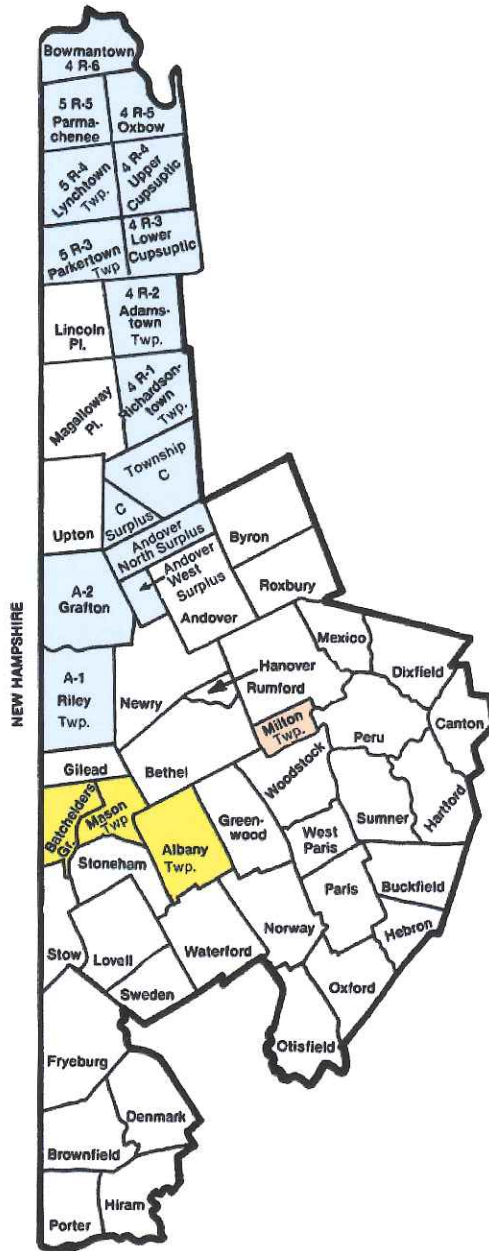 Bowmantown
4 R-6
5 R-5
Parma-
chenee
4 R-5
Oxbow
5 R-4
Lynchtown
Twp.
4 R-4
Upper
Cupsuptic
5 R-3
Parkertown
Twp
4 R-3
Lower
Cupsuptic
4 R-2
Adams-
town
Twp.
Lincoln
Pl.
4 R-1
Richardson-
town
Twp.
Magalloway
Pl.
Township
C
C
Surplus
Upton
Andover
North Surplus
Andover
West
Surplus
Byron
A-2
Grafton
Andover
Roxbury
NEW HAMPSHIRE
Mexico
Dixfield
A-1
Riley
Twp.
Newry
Hanover
Rumford
Canton
Milton
Twp.
Peru
Gilead
Bethel
Woodstock
Hartford
Batchelders
Gr.
Mason
Twp
Albany
Twp.
Green-
wood
Sumner
West
Paris
Stoneham
Paris
Buckfield
Hebron
Norway
Stow
Lovell
Waterford
Sweden
Oxford
Otisfield
Fryeburg
Denmark
Brownfield
Hiram
Porter